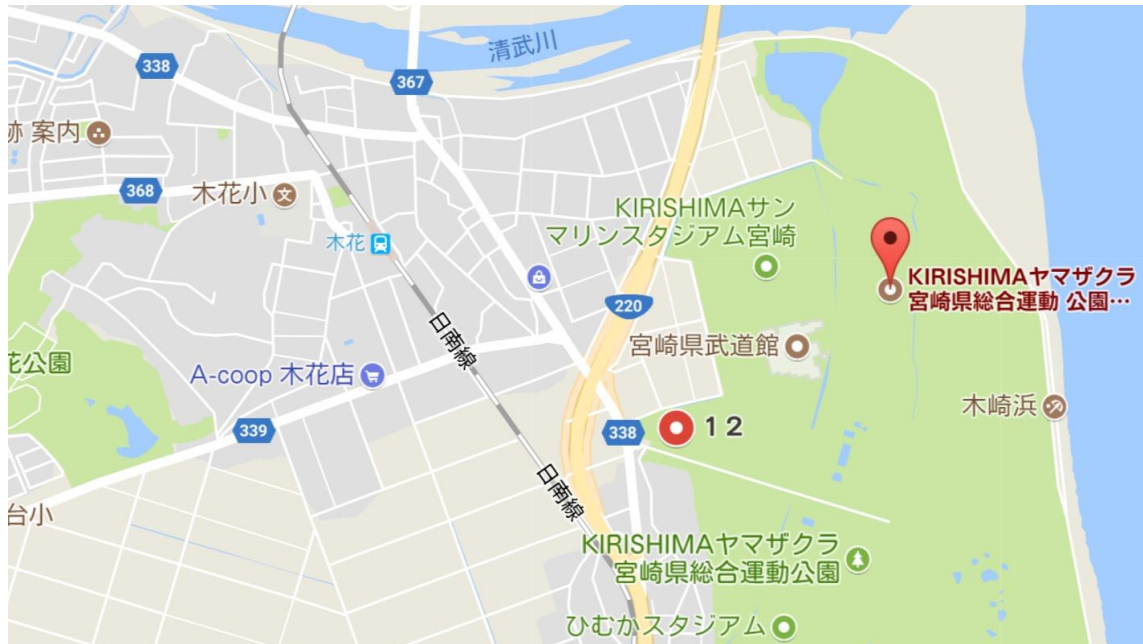 清武川
338
367
跡 案内
368
木花小
文
木花
KIRISHIMAサン
マリンスタジアム宮崎
KIRISHIMAヤマザクラ
宮崎県総合運動 公園…
220
日南線
宮崎県武道館
花公園
A-coop 木花店
木崎浜
339
338
12
日南線
台小
KIRISHIMAヤマザクラ
宮崎県総合運動公園
ひむかスタジアム